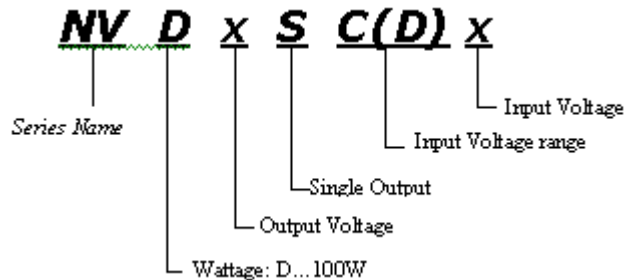 NV D x S C(D) x
Input Voltage
Series Name
Input Voltage range
Single Output
Output Voltage
Wattage: D...100W